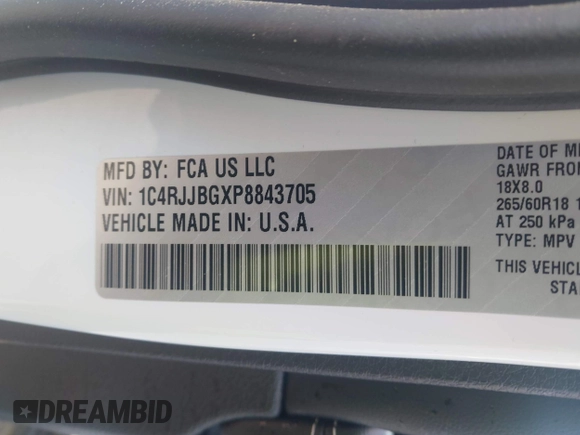 MFD BY: FCA US LLC
VIN: 1C4RJJBGXP8843705
VEHICLE MADE IN: U.S.A.
DATE OF M
GAWR FRON
18X8.0
265/60R18 1
AT 250 kPa
TYPE: MPV
THIS VEHICL
STA
DREAMBID